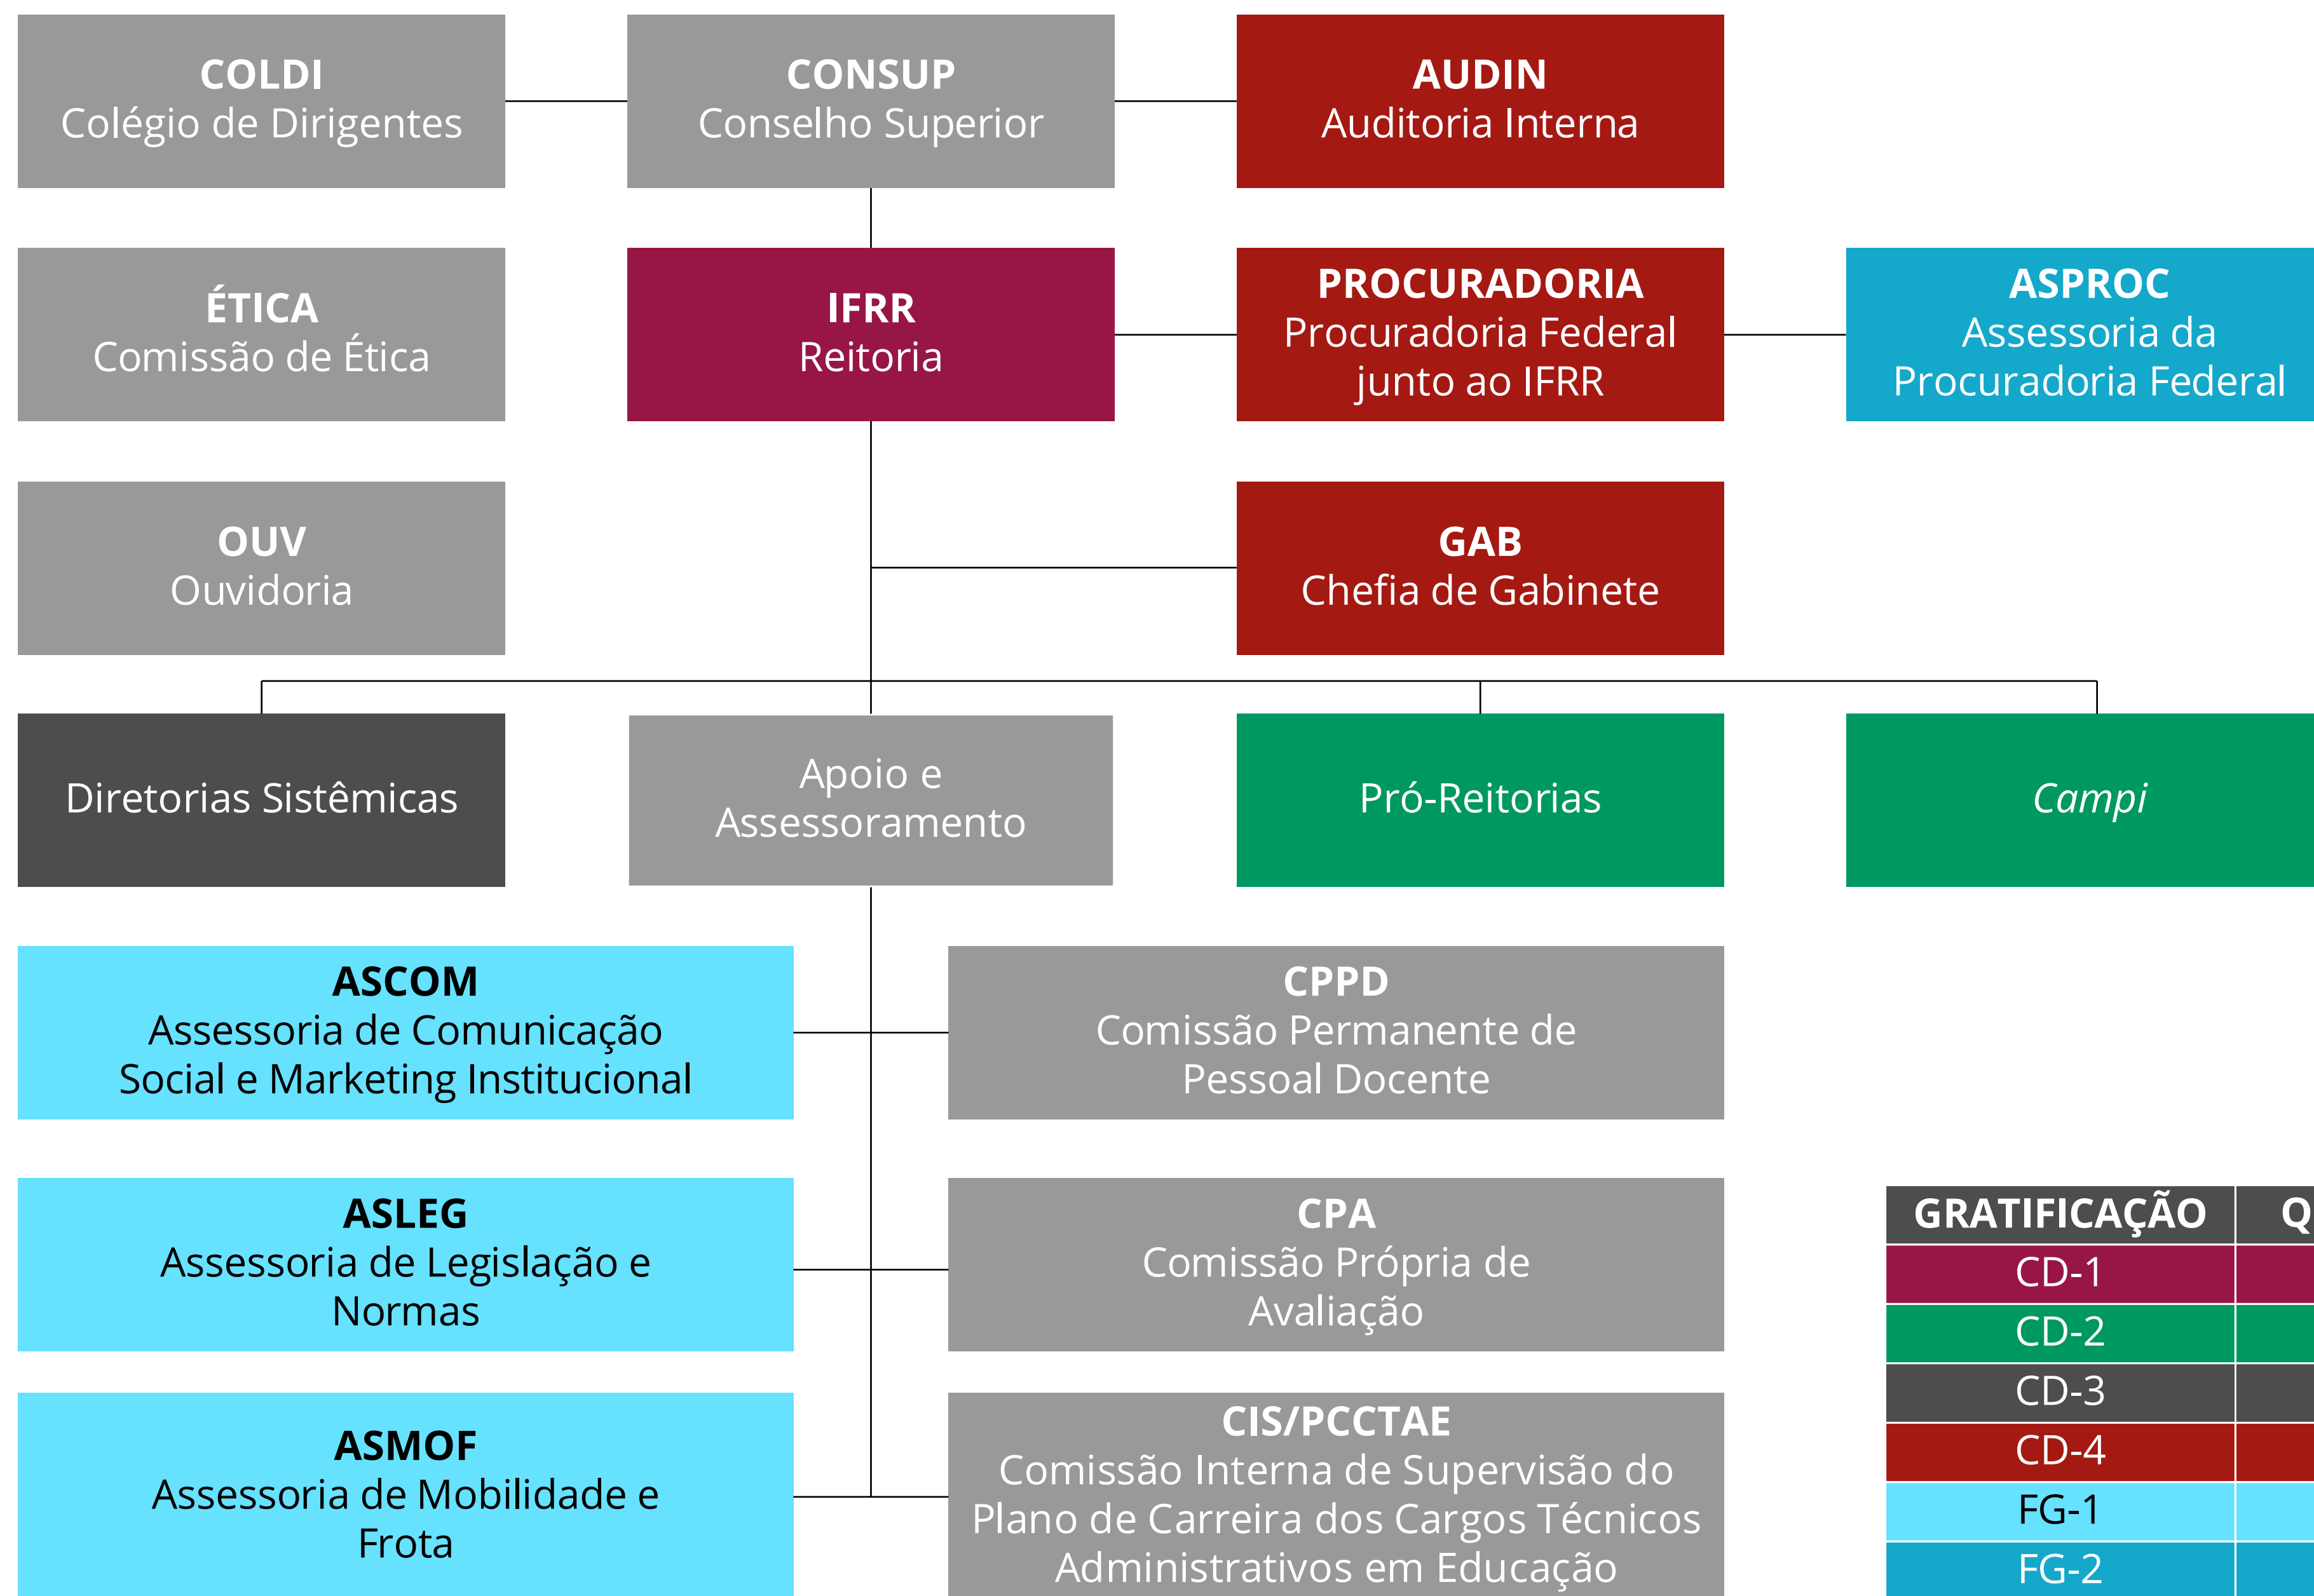 COLDI
Colégio de Dirigentes
CONSUP
Conselho Superior
AUDIN
Auditoria Interna
ÉTICA
Comissão de Ética
IFRR
Reitoria
PROCURADORIA
Procuradoria Federal
junto ao IFRR
ASPROC
Assessoria da
Procuradoria Federal
OUV
Ouvidoria
GAB
Chefia de Gabinete
Diretorias Sistêmicas
Apoio e
Assessoramento
Pró-Reitorias
Campi
ASCOM
Assessoria de Comunicação
Social e Marketing Institucional
CPPD
Comissão Permanente de
Pessoal Docente
ASLEG
Assessoria de Legislação e
Normas
CPA
Comissão Própria de
Avaliação
ASMOF
Assessoria de Mobilidade e
Frota
CIS/PCCTAE
Comissão Interna de Supervisão do
Plano de Carreira dos Cargos Técnicos
Administrativos em Educação
GRATIFICAÇÃO
CD-1
CD-2
CD-3
CD-4
FG-1
FG-2